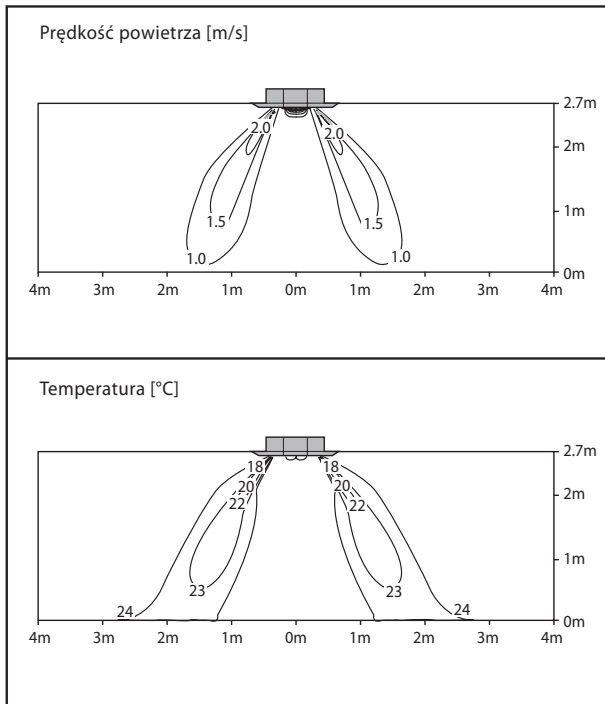 Prędkość powietrza [m/s]
2.7m
2.0 2.0
2m
1.5 1.5
1m
1.0 1.0
0m
4m 3m 2m 1m 0m 1m 2m 3m 4m
Temperatura [°C]
2.7m
18 18
20 20
2m
22 22
1m
23 23
24 24
0m
4m 3m 2m 1m 0m 1m 2m 3m 4m